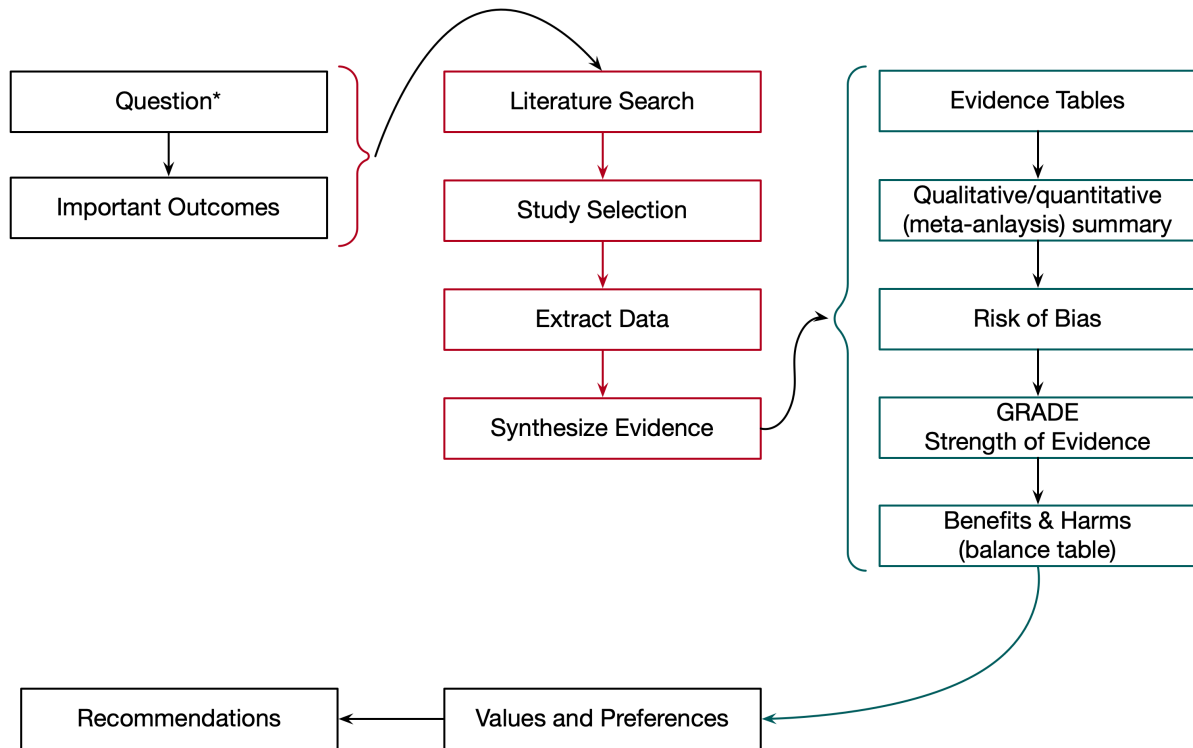 Question*
Important Outcomes
Literature Search
Study Selection
Extract Data
Synthesize Evidence
Evidence Tables
Qualitative/quantitative
(meta-anlaysis) summary
Risk of Bias
GRADE
Strength of Evidence
Benefits & Harms
(balance table)
Values and Preferences
Recommendations